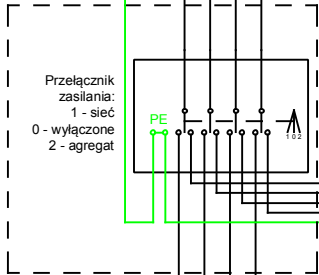 Przełącznik
zasilania:
1 - sieć
0 - wyłączone
2 - agregat
PE
1 0 2